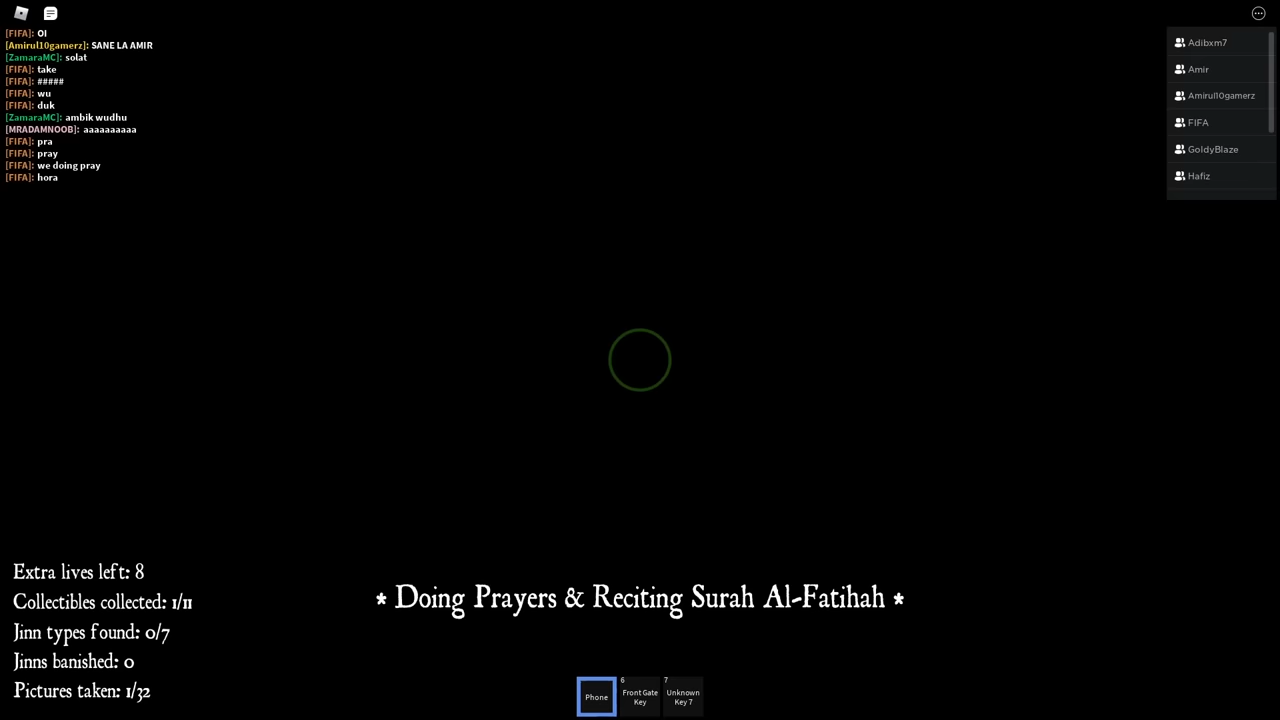 [FIFA]: OI
[Amirul10gamerz]: SANE LA AMIR
[ZamaraMC]: solat
[FIFA]: take
[FIFA]: #####
[FIFA]: wu
[FIFA]: duk
[ZamaraMC]: ambik wudhu
[MRADAMNOOB]: aaaaaaaaaa
[FIFA]: pra
[FIFA]: pray
[FIFA]: we doing pray
[FIFA]: hora
Adibxm7
Amir
Amirul10gamerz
FIFA
GoldyBlaze
Hafiz
Extra lives left: 8
Collectibles collected: 1/11
Jinn types found: 0/7
Jinns banished: 0
Pictures taken: 1/32
* Doing Prayers & Reciting Surah Al-Fatihah *
Phone
6
Front Gate
Key
7
Unknown
Key 7